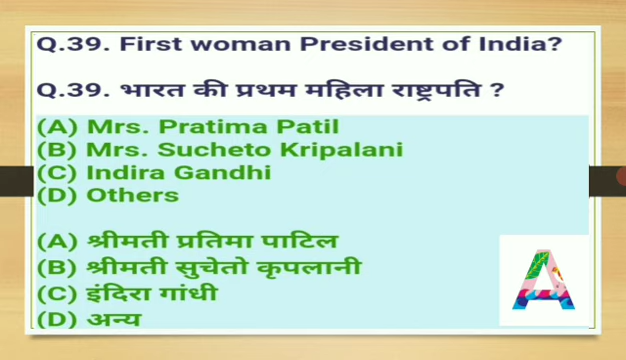 Q.39. First woman President of India?
Q.39. भारत की प्रथम महिला राष्ट्रपति ?
(A) Mrs. Pratima Patil
(B) Mrs. Sucheto Kripalani
(C) Indira Gandhi
(D) Others
(A) श्रीमती प्रतिमा पाटिल
(B) श्रीमती सुचेतो कृपलानी
(C) इंदिरा गांधी
(D) अन्य
A